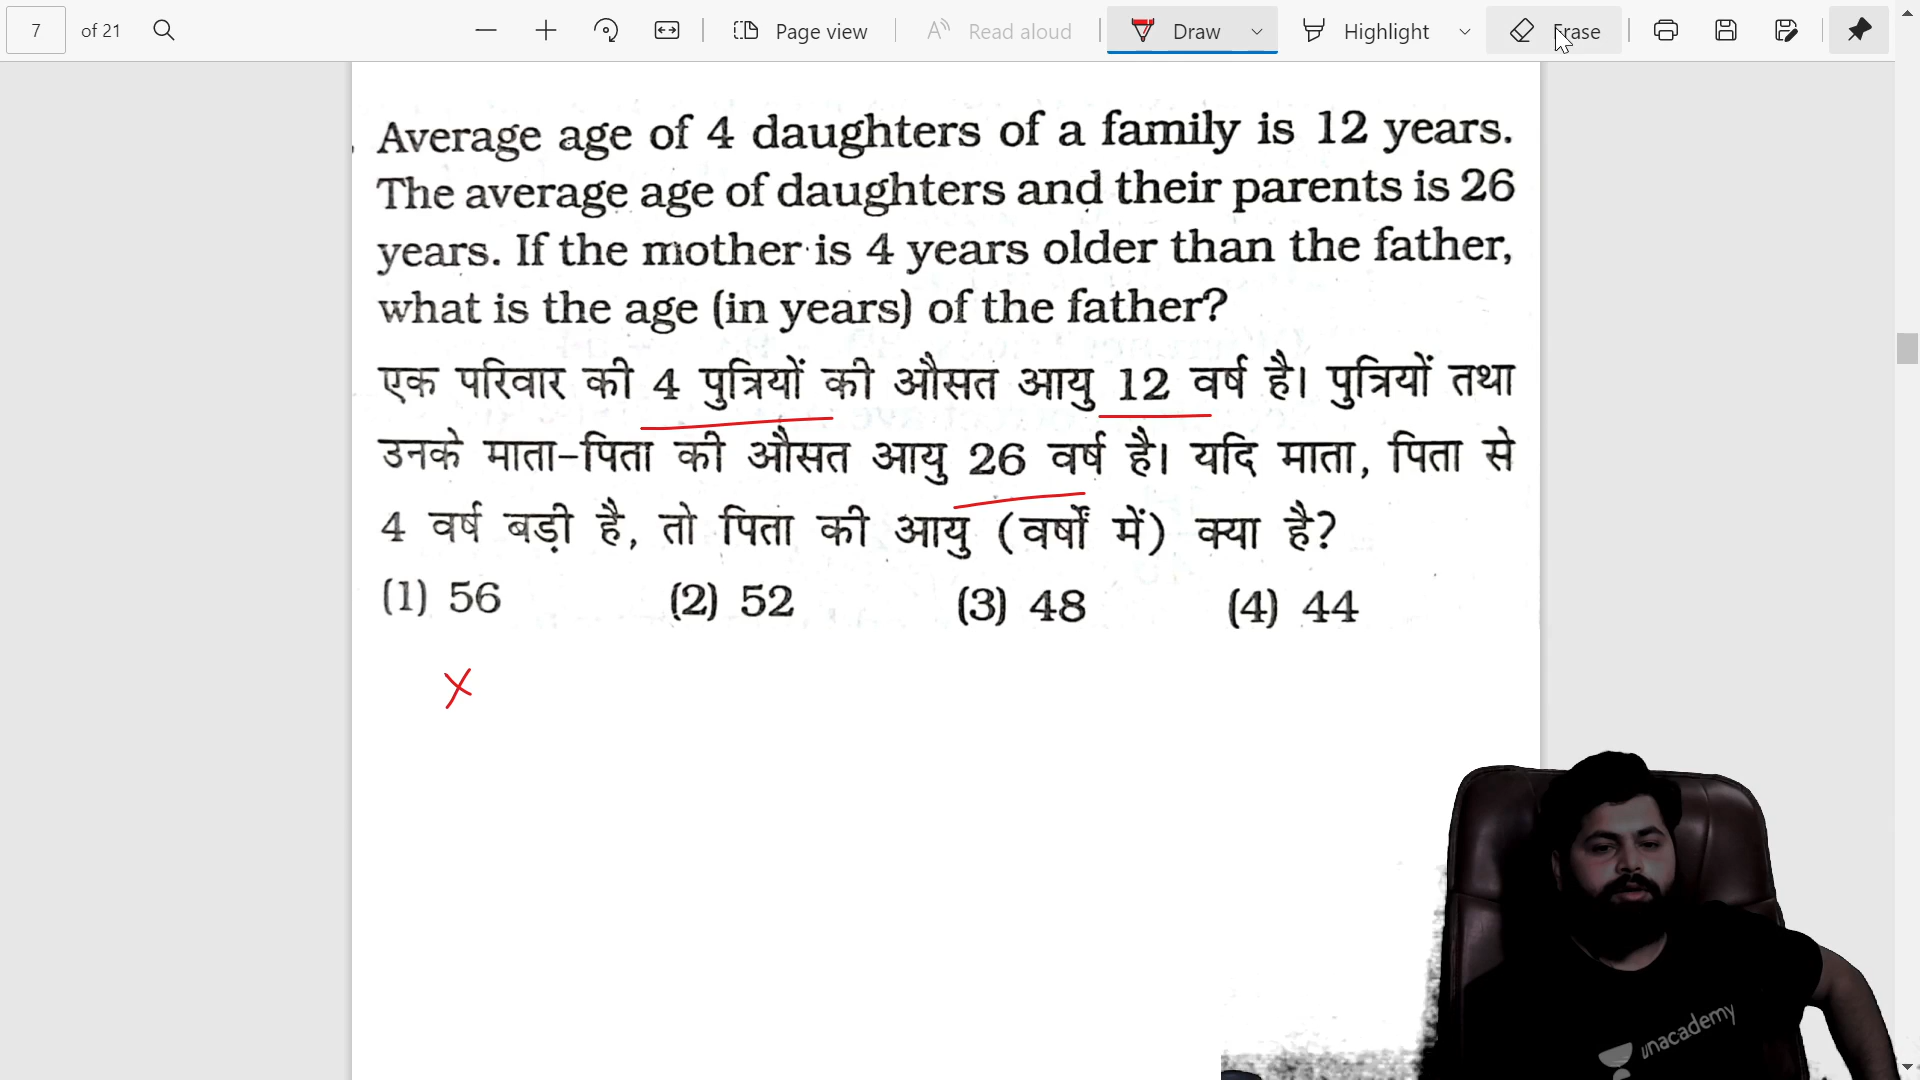 7 of 21 Page view Read aloud Draw Highlight Erase
Average age of 4 daughters of a family is 12 years.
The average age of daughters and their parents is 26
years. If the mother is 4 years older than the father,
what is the age (in years) of the father?
एक परिवार की 4 पुत्रियों की औसत आयु 12 वर्ष है। पुत्रियों तथा
उनके माता-पिता की औसत आयु 26 वर्ष है। यदि माता, पिता से
4 वर्ष बड़ी है, तो पिता की आयु (वर्षों में) क्या है?
(1) 56 (2) 52 (3) 48 (4) 44
x
unacademy